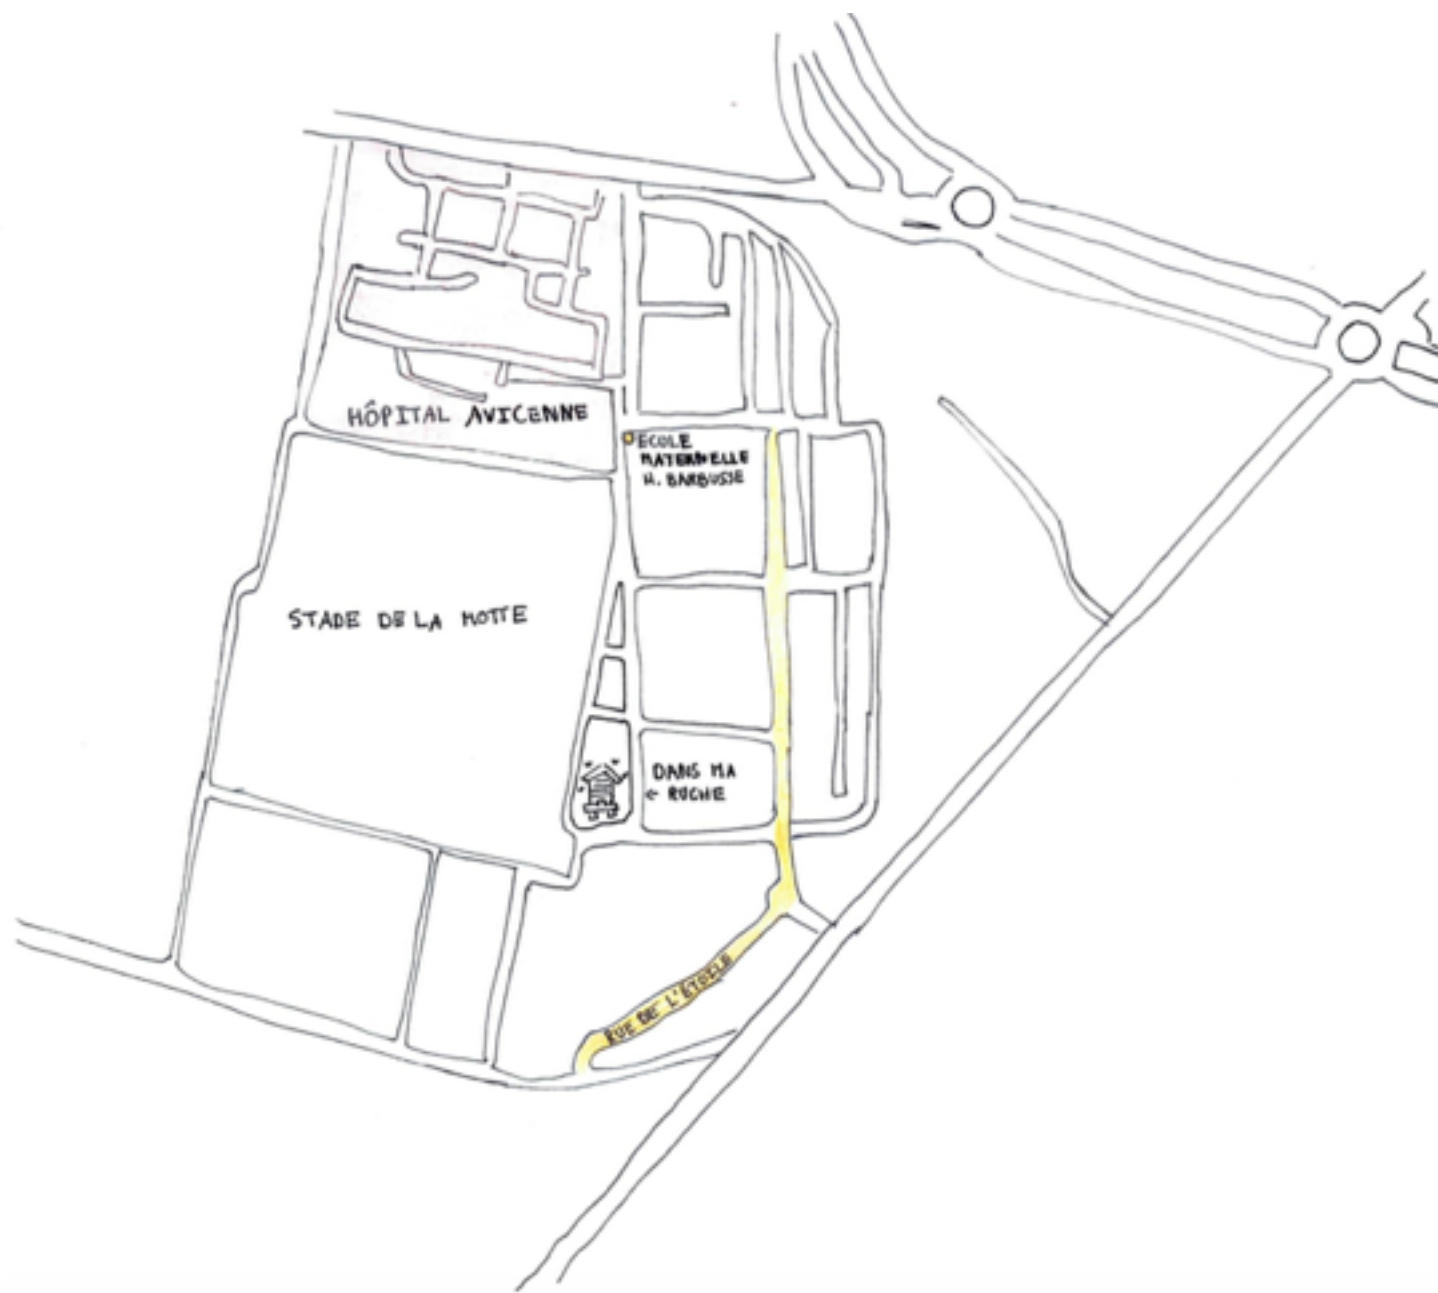 HÔPITAL AVICENNE
ECOLE
MATERNELLE
H. BARBUSSE
STADE DE LA MOTTE
DANS MA
← RUCHE
RUE DE L'ÉTOILE